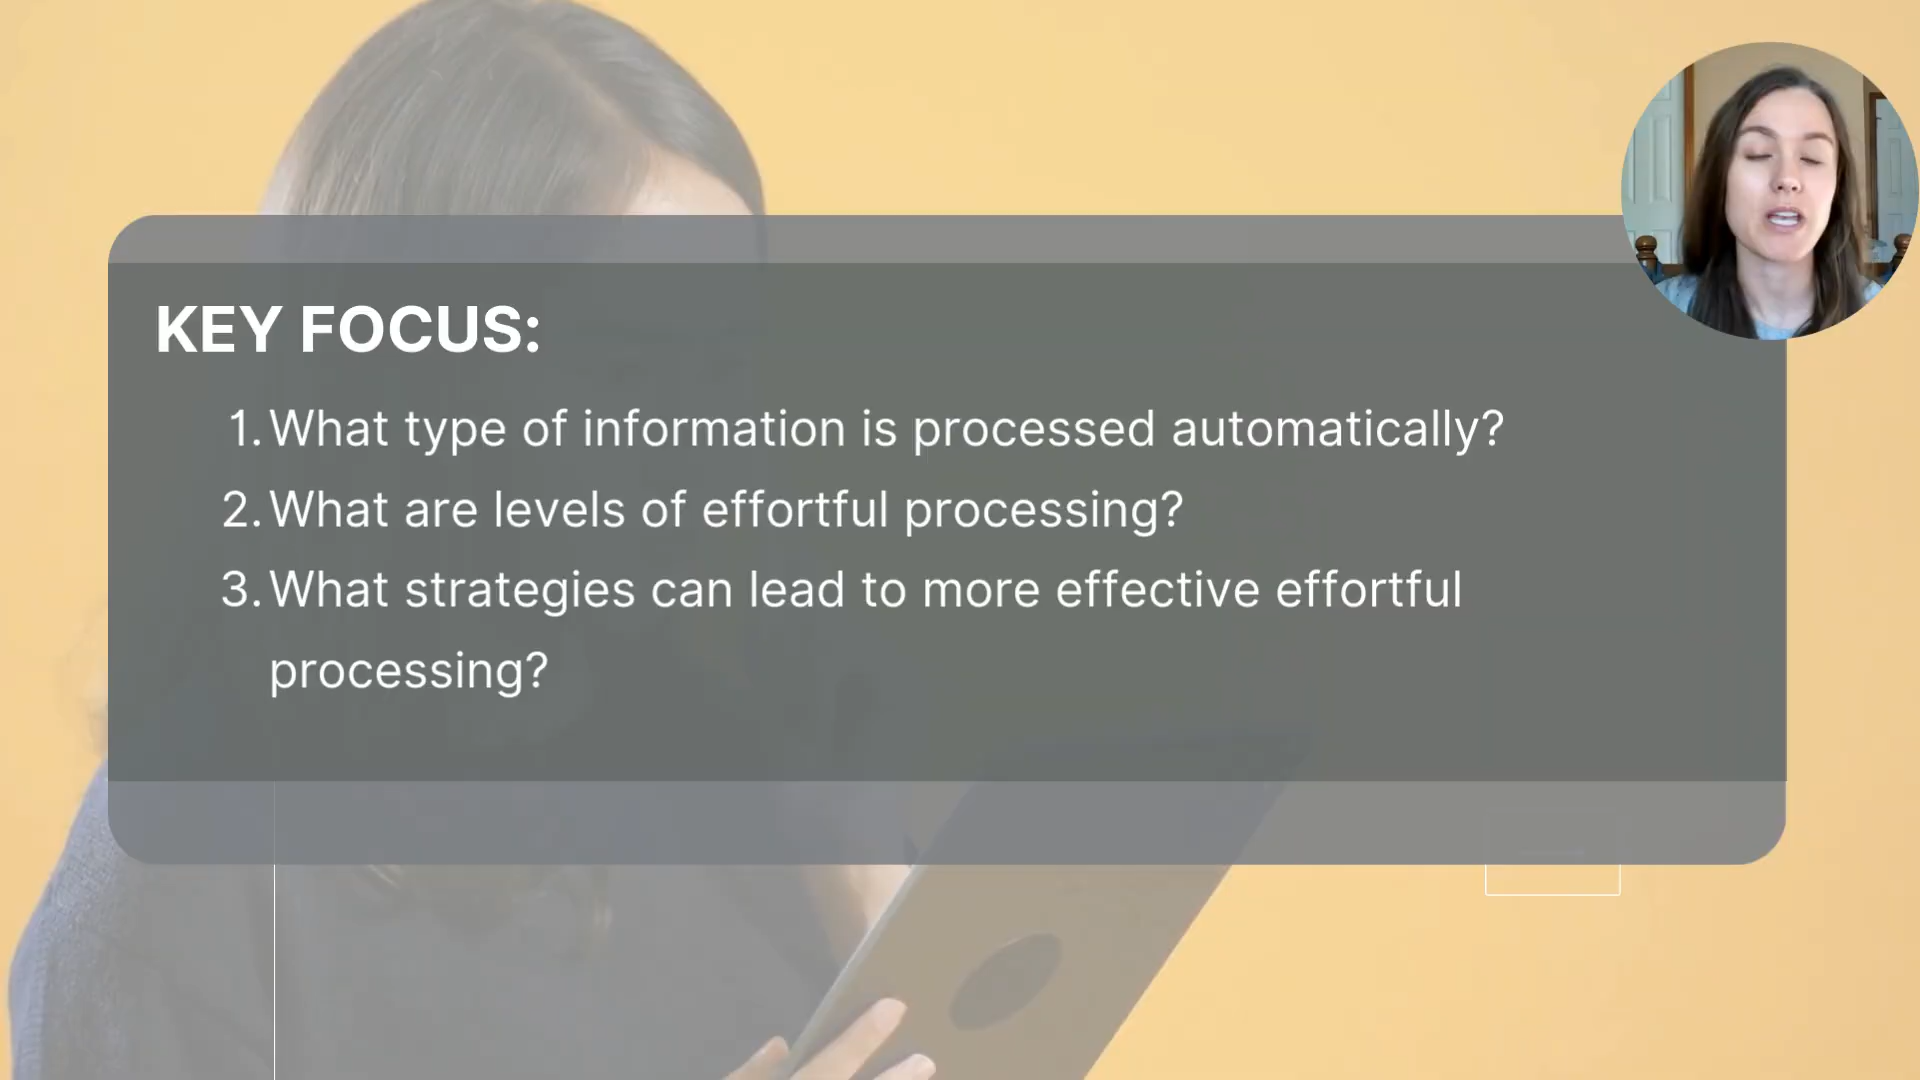 KEY FOCUS:
1. What type of information is processed automatically?
2. What are levels of effortful processing?
3. What strategies can lead to more effective effortful
processing?